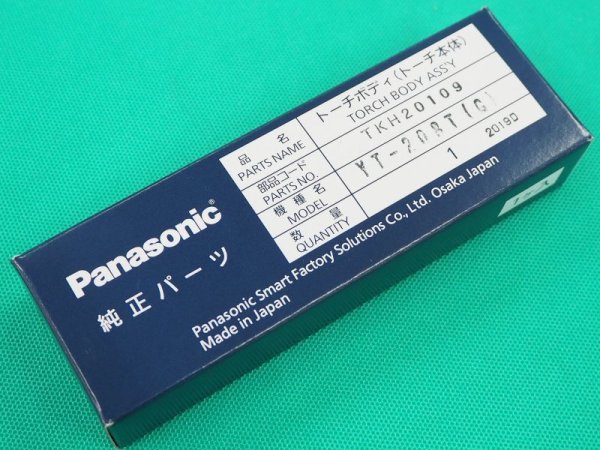 Panasonic
純正パーツ
品名 トーチボディ(トーチ本体)
PARTS NAME TORCH BODY ASS'Y
部品コード TKH20109
PARTS NO.
機種名 YT-20BT(G)
MODEL
数量 1 20190
QUANTITY
Panasonic Smart Factory Solutions Co., Ltd. Osaka Japan
Made in Japan